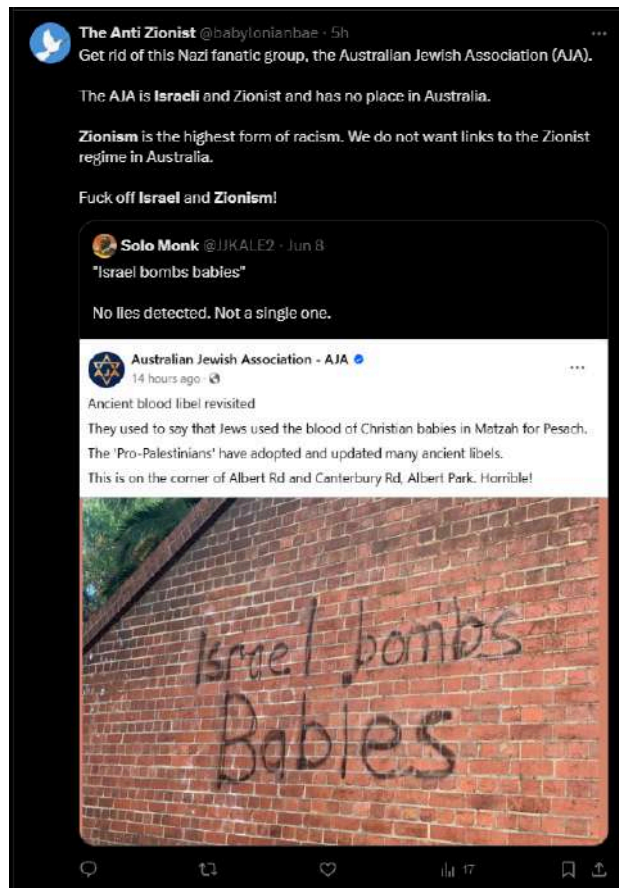 The Anti Zionist @babylonianbae · 5h
Get rid of this Nazi fanatic group, the Australian Jewish Association (AJA).
The AJA is Israeli and Zionist and has no place in Australia.
Zionism is the highest form of racism. We do not want links to the Zionist
regime in Australia.
Fuck off Israel and Zionism!
Solo Monk @JJKALE2 · Jun 8
"Israel bombs babies"
No lies detected. Not a single one.
Australian Jewish Association - AJA
14 hours ago ·
Ancient blood libel revisited
They used to say that Jews used the blood of Christian babies in Matzah for Pesach.
The 'Pro-Palestinians' have adopted and updated many ancient libels.
This is on the corner of Albert Rd and Canterbury Rd, Albert Park. Horrible!
AJA
Israel bombs
Babies
17